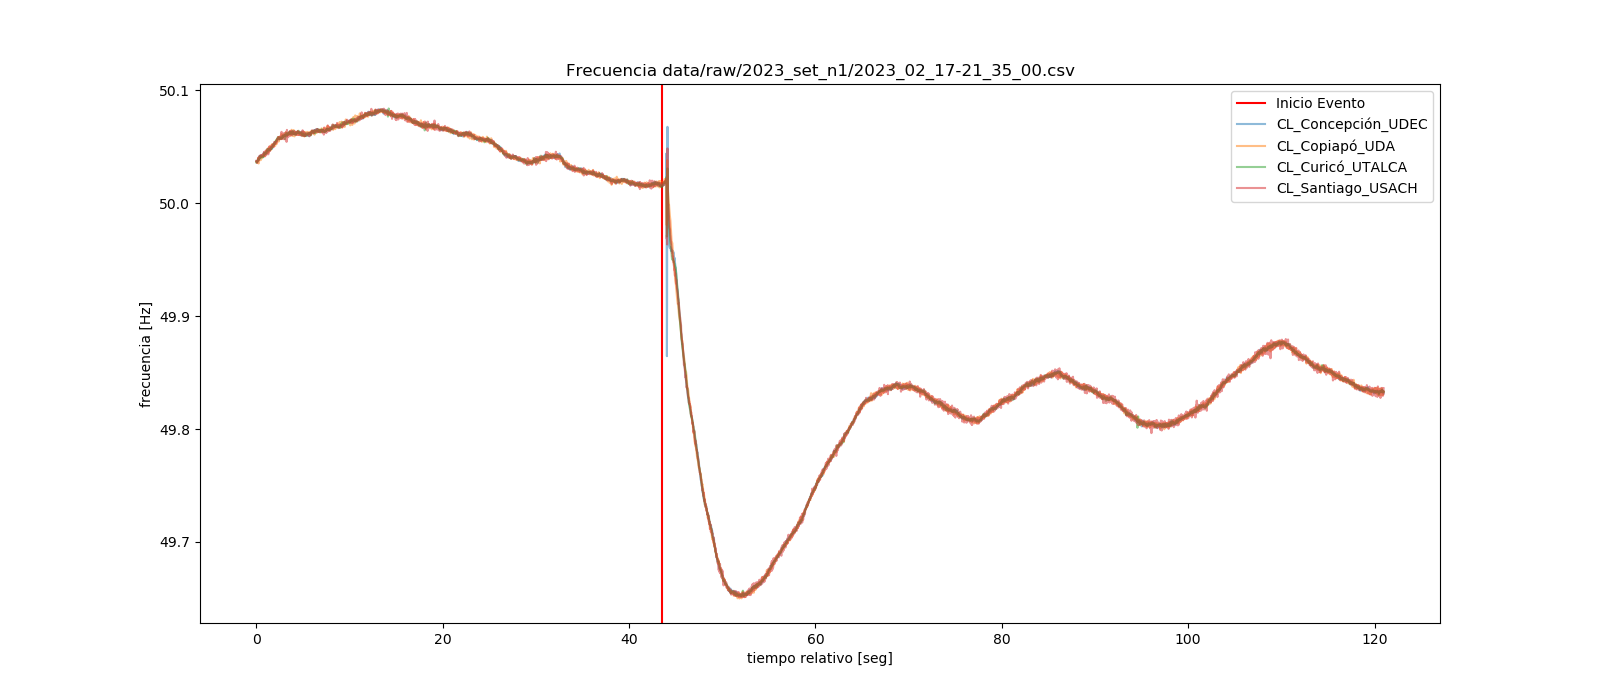 Frecuencia data/raw/2023_set_n1/2023_02_17-21_35_00.csv
50.1
50.0
49.9
49.8
49.7
frecuencia [Hz]
Inicio Evento
CL_Concepción_UDEC
CL_Copiapó_UDA
CL_Curicó_UTALCA
CL_Santiago_USACH
0 20 40 60 80 100 120
tiempo relativo [seg]